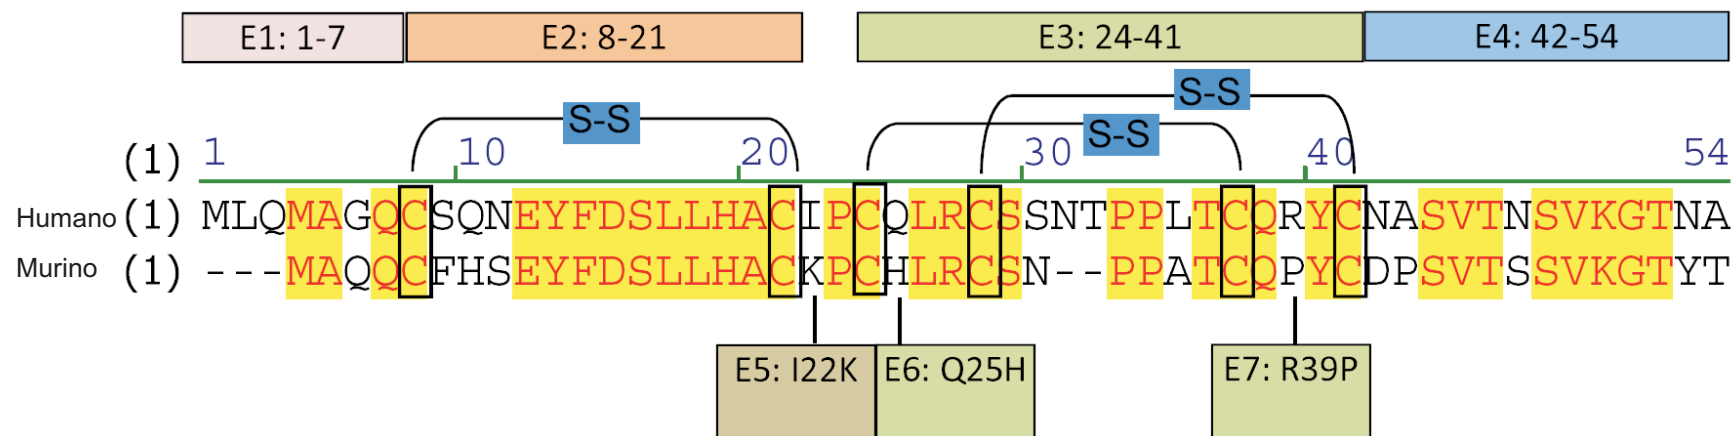 E1: 1-7 E2: 8-21 E3: 24-41 E4: 42-54
S-S
S-S
S-S
(1) 1 10 20 30 40 54
Humano (1) MLQMAGQCSQNEYFDSLLHACIPCQLRCSSNTPPLTCQRYCNASVTNSVKGTNA
Murino (1) ---MAQQCFHSEYFDSLLHACKPCHLRCSN--PPATCQPYCDPSVTSSVKGTYT
E5: I22K E6: Q25H E7: R39P